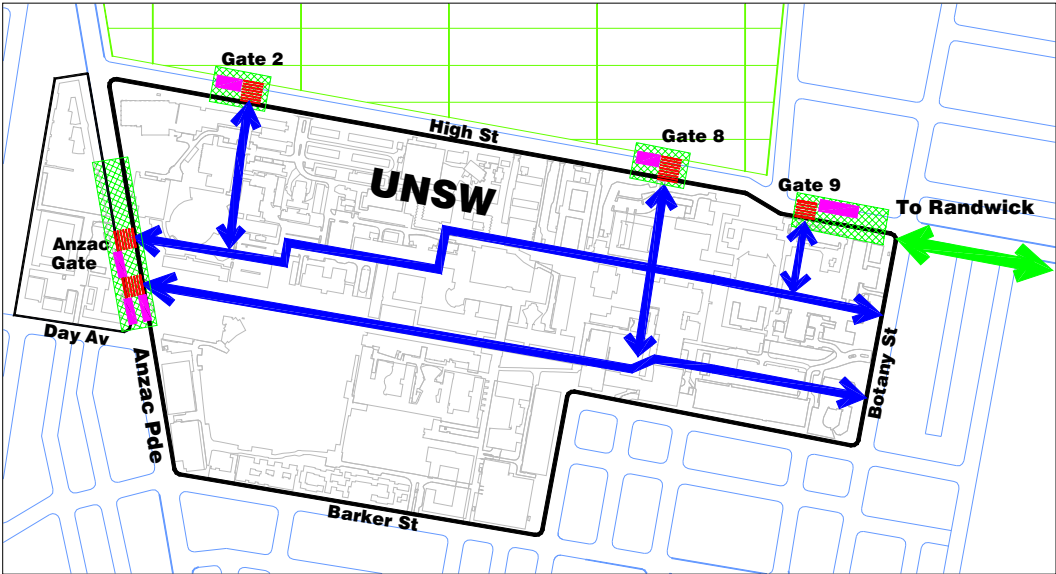 Gate 2
High St
Gate 8
UNSW
Gate 9
To Randwick
Anzac
Gate
Day Av
Anzac Pde
Botany St
Barker St